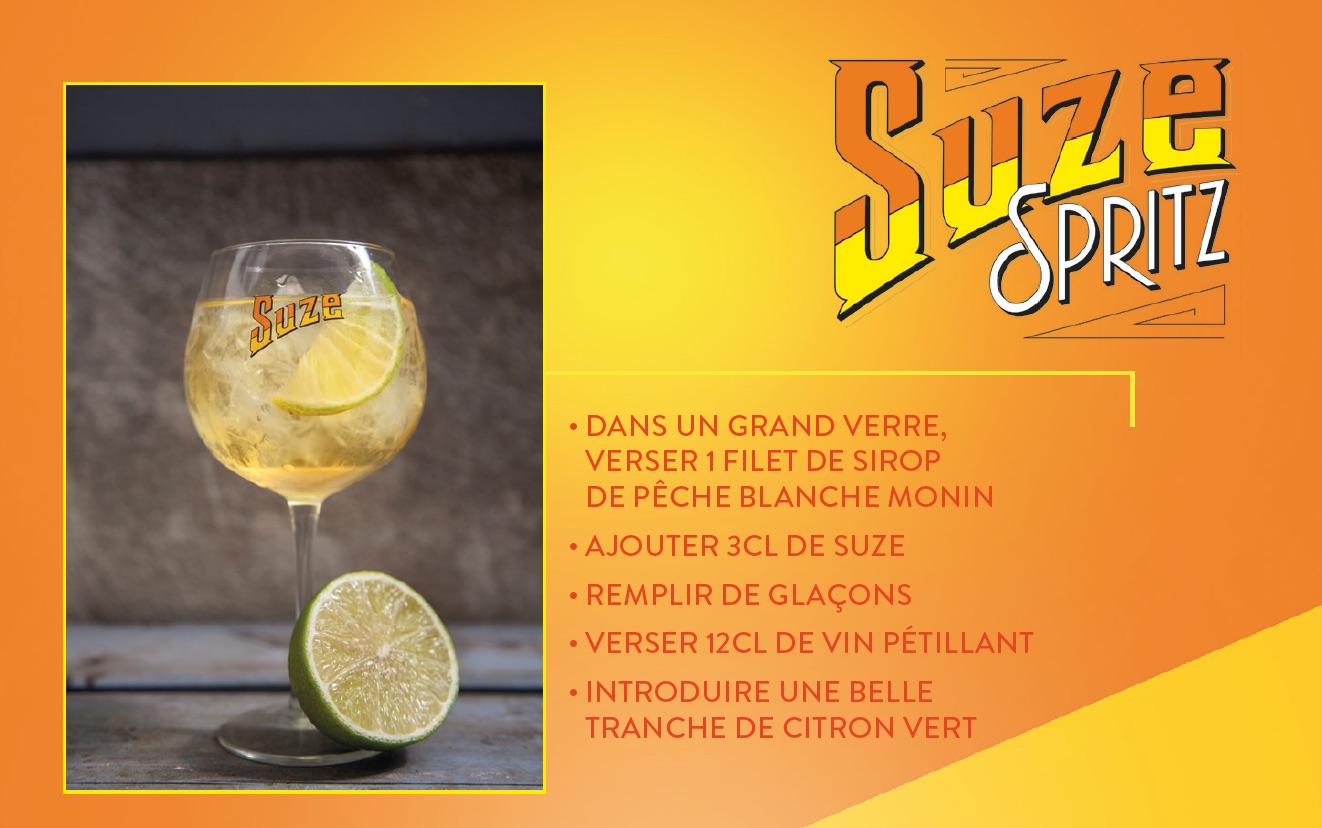 Suze
SPRITZ
Suze
• DANS UN GRAND VERRE,
VERSER 1 FILET DE SIROP
DE PÊCHE BLANCHE MONIN
• AJOUTER 3CL DE SUZE
• REMPLIR DE GLAÇONS
• VERSER 12CL DE VIN PÉTILLANT
• INTRODUIRE UNE BELLE
TRANCHE DE CITRON VERT